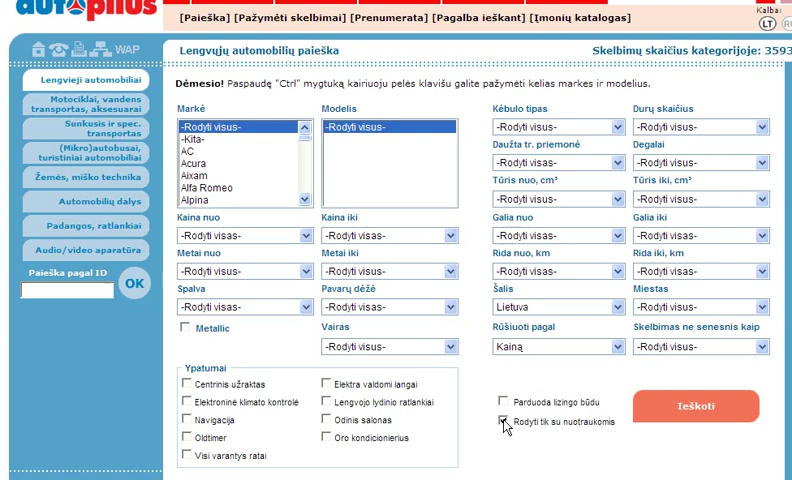 autoplius
Kalba:
[Paieška] [Pažymėti skelbimai] [Prenumerata] [Pagalba ieškant] [Įmonių katalogas]
LT
RU
WAP
Lengvųjų automobilių paieška
Skelbimų skaičius kategorijoje: 3593
Lengvieji automobiliai
Motociklai, vandens
transportas, aksesuarai
Sunkusis ir spec.
transportas
(Mikro)autobusai,
turistiniai automobiliai
Žemės, miško technika
Automobilių dalys
Padangos, ratlankiai
Audio/video aparatūra
Paieška pagal ID
OK
Dėmesio! Paspaudę "Ctrl" mygtuką kairiuoju pelės klavišu galite pažymėti kelias markes ir modelius.
Markė
Modelis
Kėbulo tipas
Durų skaičius
-Rodyti visus-
-Kita-
AC
Acura
Aixam
Alfa Romeo
Alpina
-Rodyti visus-
-Rodyti visus-
-Rodyti visus-
Daužta tr. priemonė
Degalai
-Rodyti visus-
-Rodyti visus-
Tūris nuo, cm³
Tūris iki, cm³
-Rodyti visus-
-Rodyti visus-
Kaina nuo
Kaina iki
Galia nuo
Galia iki
-Rodyti visas-
-Rodyti visas-
-Rodyti visus-
-Rodyti visus-
Metai nuo
Metai iki
Rida nuo, km
Rida iki, km
-Rodyti visus-
-Rodyti visus-
-Rodyti visus-
-Rodyti visus-
Spalva
Pavarų dėžė
Šalis
Miestas
-Rodyti visas-
-Rodyti visas-
Lietuva
-Rodyti visus-
Metallic
Vairas
Rūšiuoti pagal
Skelbimas ne senesnis kaip
-Rodyti visus-
Kainą
-Rodyti visus-
Ypatumai
Centrinis užraktas
Elektra valdomi langai
Elektroninė klimato kontrolė
Lengvojo lydinio ratlankiai
Navigacija
Odinis salonas
Oldtimer
Oro kondicionierius
Visi varantys ratai
Parduoda lizingo būdu
Rodyti tik su nuotraukomis
Ieškoti